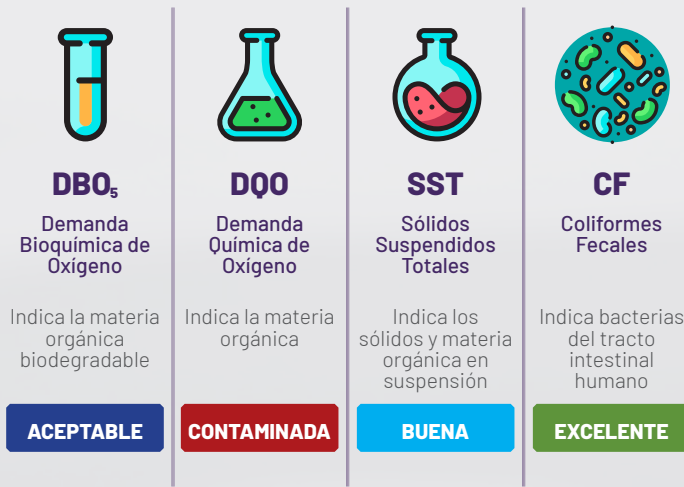 DBO₅
Demanda
Bioquímica de
Oxígeno
Indica la materia
orgánica
biodegradable
ACEPTABLE
DQO
Demanda
Química de
Oxígeno
Indica la materia
orgánica
CONTAMINADA
SST
Sólidos
Suspendidos
Totales
Indica los
sólidos y materia
orgánica en
suspensión
BUENA
CF
Coliformes
Fecales
Indica bacterias
del tracto
intestinal
humano
EXCELENTE